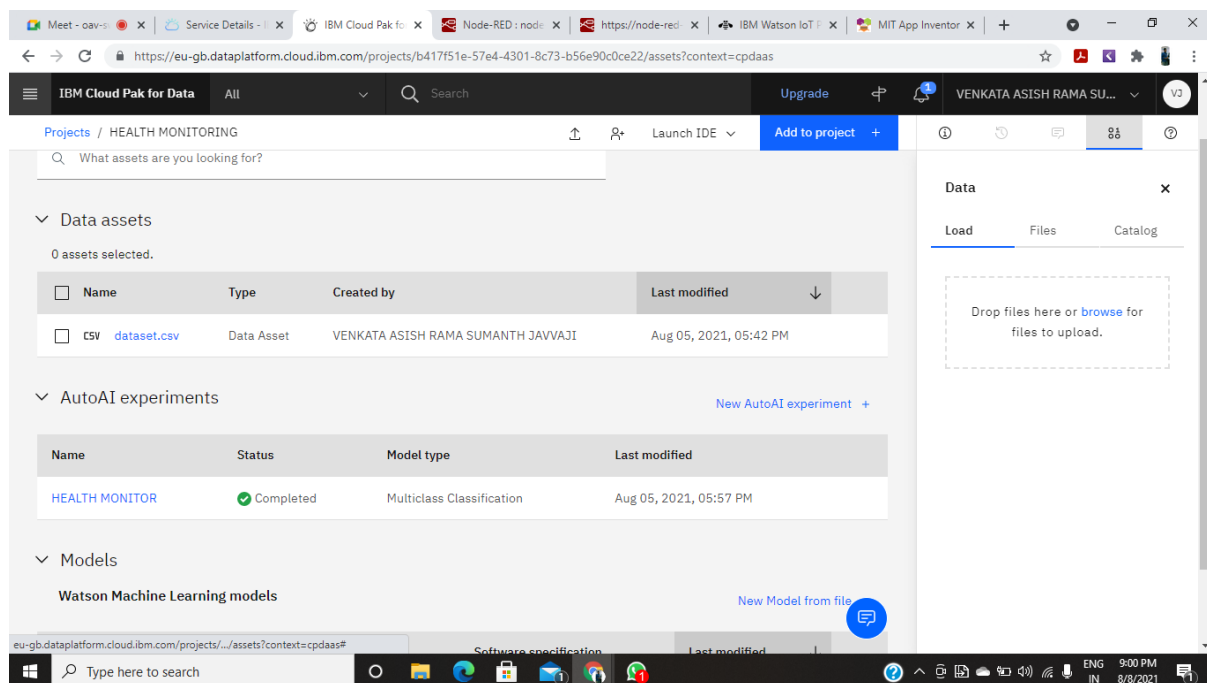 Meet - oav-s
Service Details - I
IBM Cloud Pak fo
Node-RED : node
https://node-red-
IBM Watson IoT P
MIT App Inventor
https://eu-gb.dataplatform.cloud.ibm.com/projects/b417f51e-57e4-4301-8c73-b56e90c0ce22/assets?context=cpdaas
IBM Cloud Pak for Data All Search Upgrade 1 VENKATA ASISH RAMA SU... VJ
Projects / HEALTH MONITORING Launch IDE Add to project +
What assets are you looking for?
Data
Load Files Catalog
Drop files here or browse for
files to upload.
Data assets
0 assets selected.
Name Type Created by Last modified
CSV dataset.csv Data Asset VENKATA ASISH RAMA SUMANTH JAVVAJI Aug 05, 2021, 05:42 PM
AutoAI experiments
New AutoAI experiment +
Name Status Model type Last modified
HEALTH MONITOR Completed Multiclass Classification Aug 05, 2021, 05:57 PM
Models
Watson Machine Learning models
New Model from file
eu-gb.dataplatform.cloud.ibm.com/projects/.../assets?context=cpdaas#
Software specification Last modified
Type here to search
ENG 9:00 PM
IN 8/8/2021